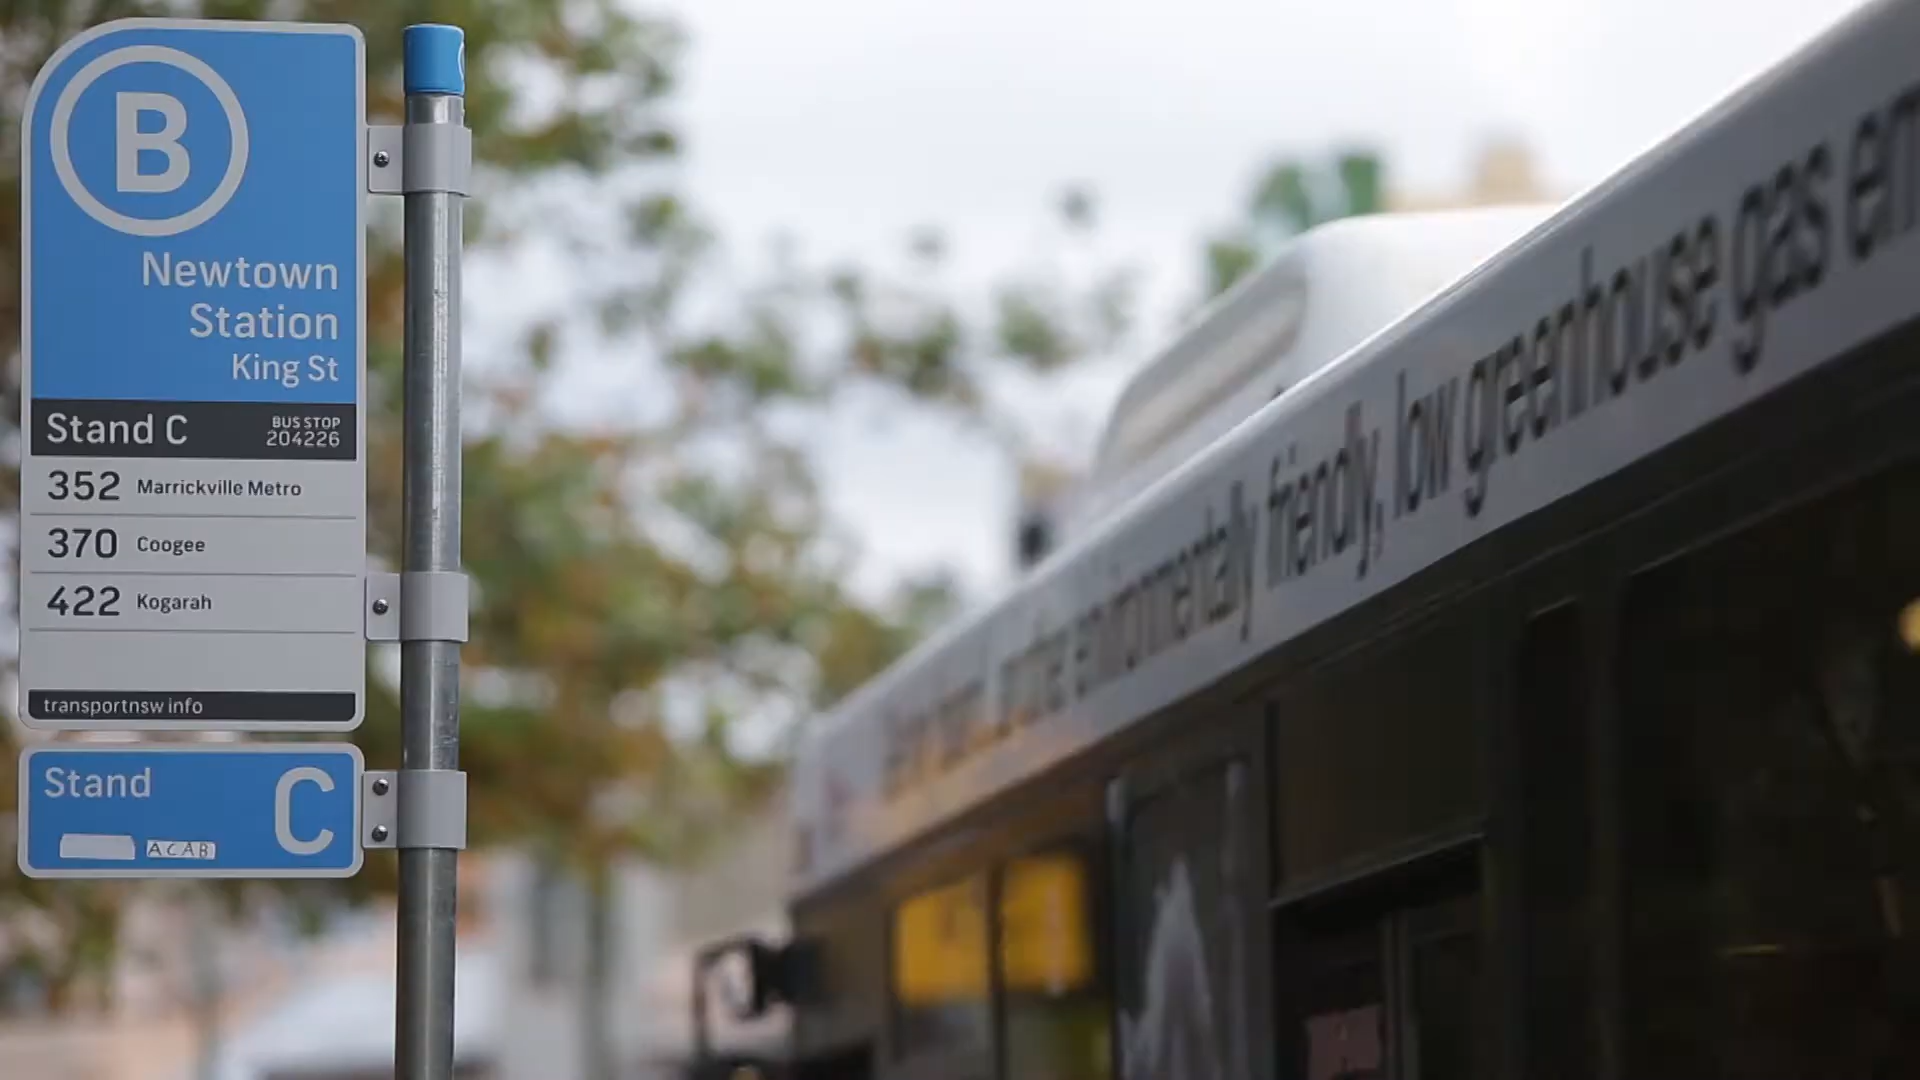 B
Newtown
Station
King St
Stand C
BUS STOP
204226
352 Marrickville Metro
370 Coogee
422 Kogarah
transportnsw info
Stand C
ACAB
environmentally friendly, low greenhouse gas em